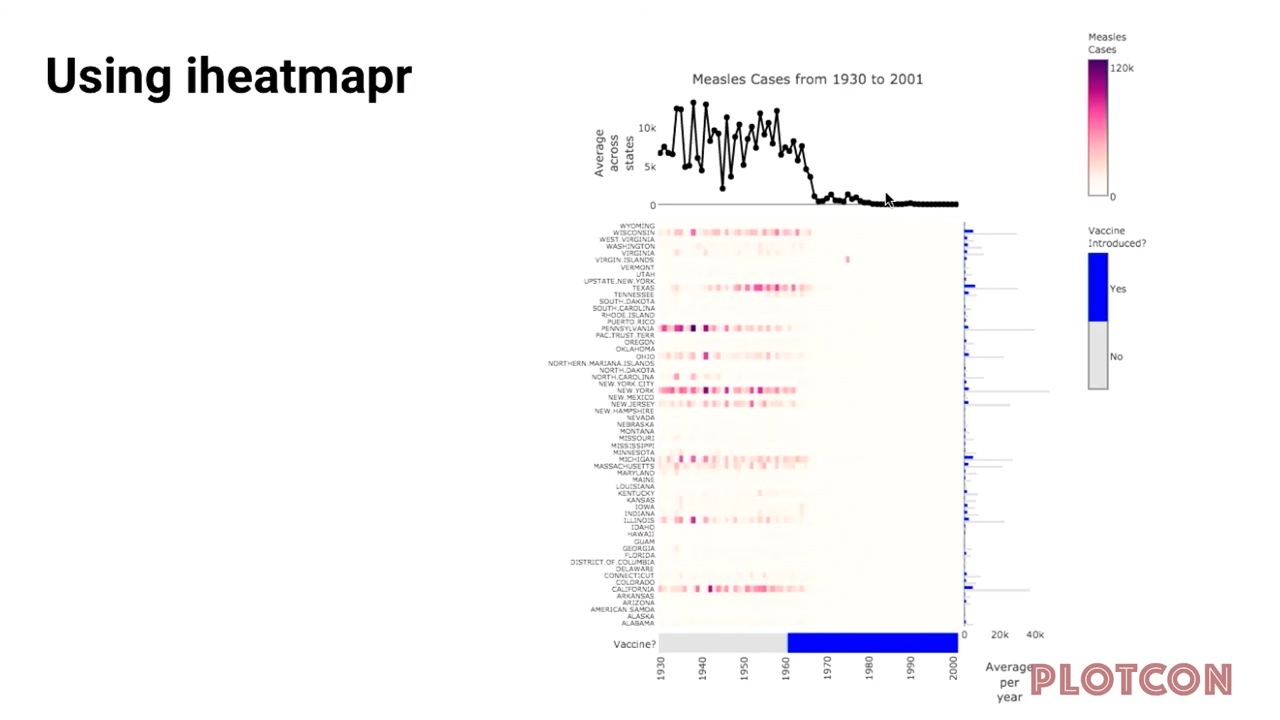 Using iheatmapr
Measles Cases from 1930 to 2001
Average
across
states
10k
5k
0
Measles
Cases
120k
0
Vaccine
Introduced?
Yes
No
WYOMING
WISCONSIN
WEST.VIRGINIA
WASHINGTON
VIRGINIA
VIRGIN.ISLANDS
VERMONT
UTAH
UPSTATE.NEW.YORK
TEXAS
TENNESSEE
SOUTH.DAKOTA
SOUTH.CAROLINA
RHODE.ISLAND
PUERTO.RICO
PENNSYLVANIA
PAC.TRUST.TERR
OREGON
OKLAHOMA
OHIO
NORTHERN.MARIANA.ISLANDS
NORTH.DAKOTA
NORTH.CAROLINA
NEW.YORK.CITY
NEW.YORK
NEW.MEXICO
NEW.JERSEY
NEW.HAMPSHIRE
NEVADA
NEBRASKA
MONTANA
MISSOURI
MISSISSIPPI
MINNESOTA
MICHIGAN
MASSACHUSETTS
MARYLAND
MAINE
LOUISIANA
KENTUCKY
KANSAS
IOWA
INDIANA
ILLINOIS
IDAHO
HAWAII
GUAM
GEORGIA
FLORIDA
DISTRICT.OF.COLUMBIA
DELAWARE
CONNECTICUT
COLORADO
CALIFORNIA
ARKANSAS
ARIZONA
AMERICAN.SAMOA
ALASKA
ALABAMA
Vaccine?
1930 1940 1950 1960 1970 1980 1990 2000
0 20k 40k
Average
per
year
PLOTCON